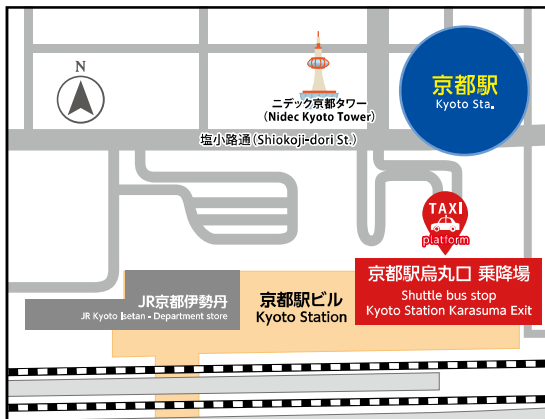 N
京都駅
Kyoto Sta.
ニデック京都タワー
(Nidec Kyoto Tower)
塩小路通(Shiokoji-dori St.)
TAXI
platform
JR京都伊勢丹
JR Kyoto Isetan - Department store
京都駅ビル
Kyoto Station
京都駅烏丸口 乗降場
Shuttle bus stop
Kyoto Station Karasuma Exit